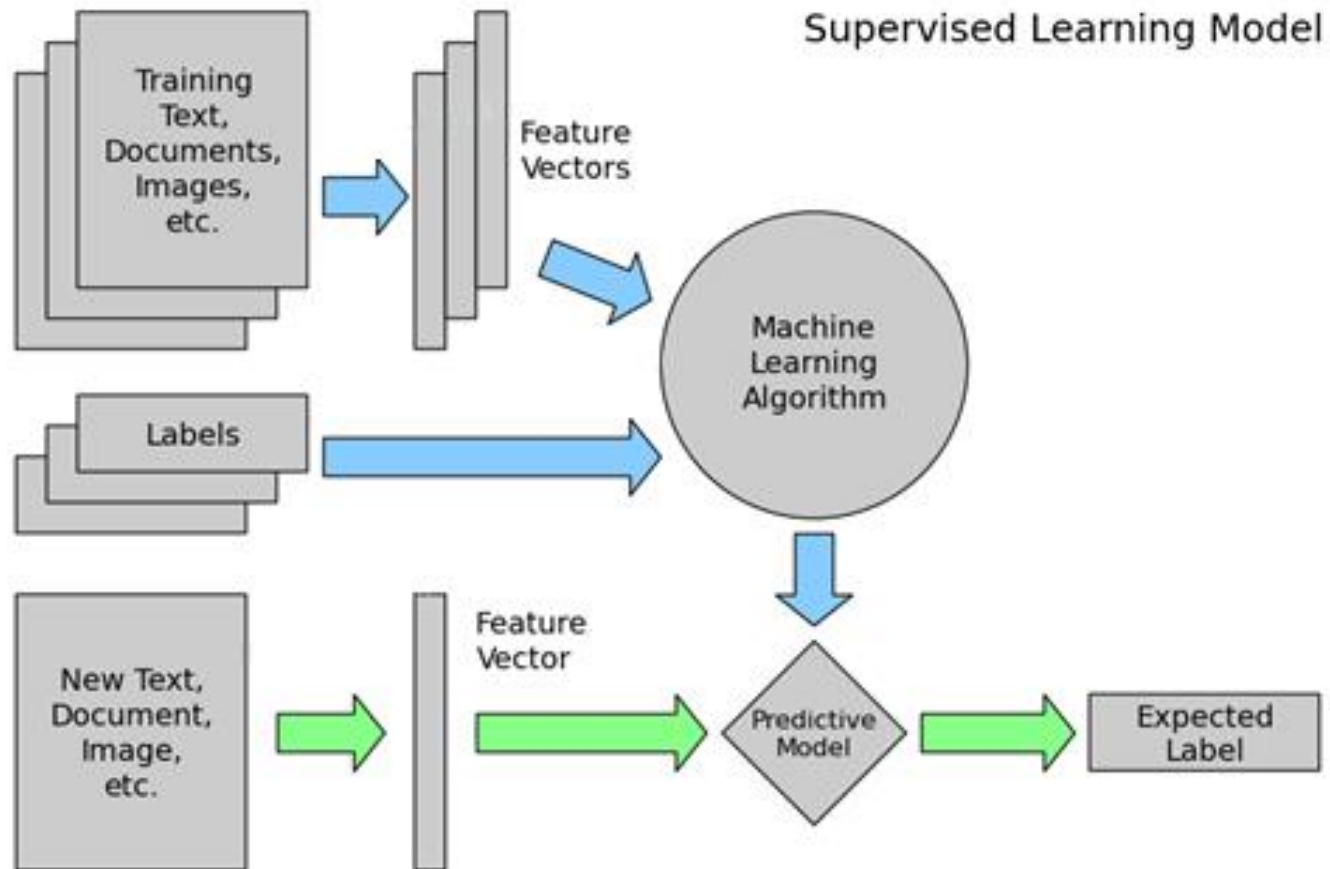 Supervised Learning Model
Training
Text,
Documents,
Images,
etc.
Feature
Vectors
Machine
Learning
Algorithm
Labels
New Text,
Document,
Image,
etc.
Feature
Vector
Predictive
Model
Expected
Label